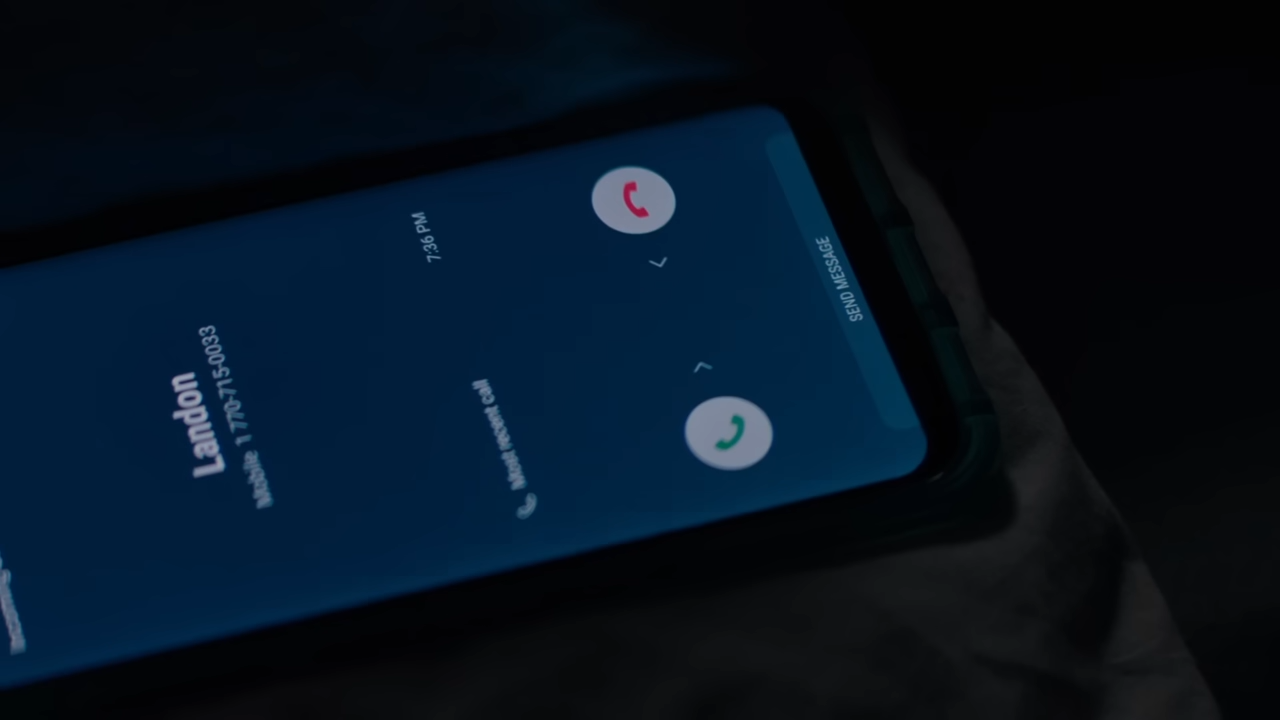 Landon
Mobile 1 770-715-0033
Most recent call
7:36 PM
SEND MESSAGE